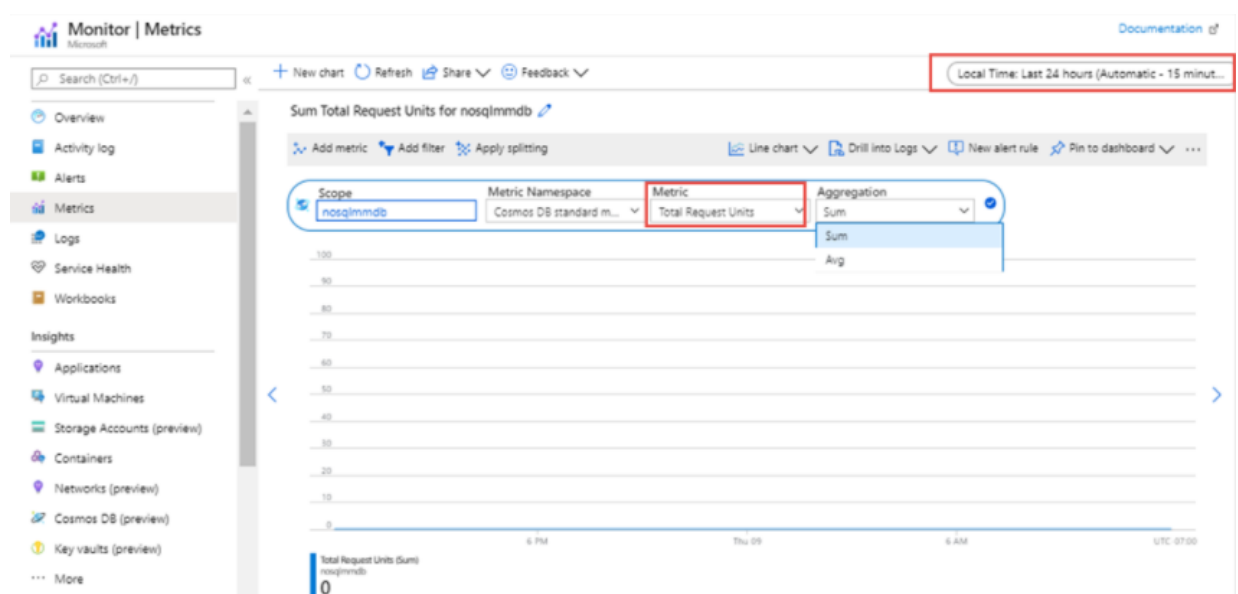 Monitor | Metrics
Microsoft
Documentation
Search (Ctrl+/)
«
New chart Refresh Share Feedback
Local Time: Last 24 hours (Automatic - 15 minut...
Overview
Activity log
Alerts
Metrics
Logs
Service Health
Workbooks
Insights
Applications
Virtual Machines
Storage Accounts (preview)
Containers
Networks (preview)
Cosmos DB (preview)
Key vaults (preview)
More
Sum Total Request Units for nosqlmmdb
Add metric Add filter Apply splitting
Line chart Drill into Logs New alert rule Pin to dashboard ...
Scope Metric Namespace Metric Aggregation
nosqlmmdb Cosmos DB standard m... Total Request Units Sum
Sum
Avg
100
90
80
70
60
50
40
30
20
10
0
6 PM Thu 09 6 AM UTC-07:00
Total Request Units (Sum)
nosqlmmdb
0